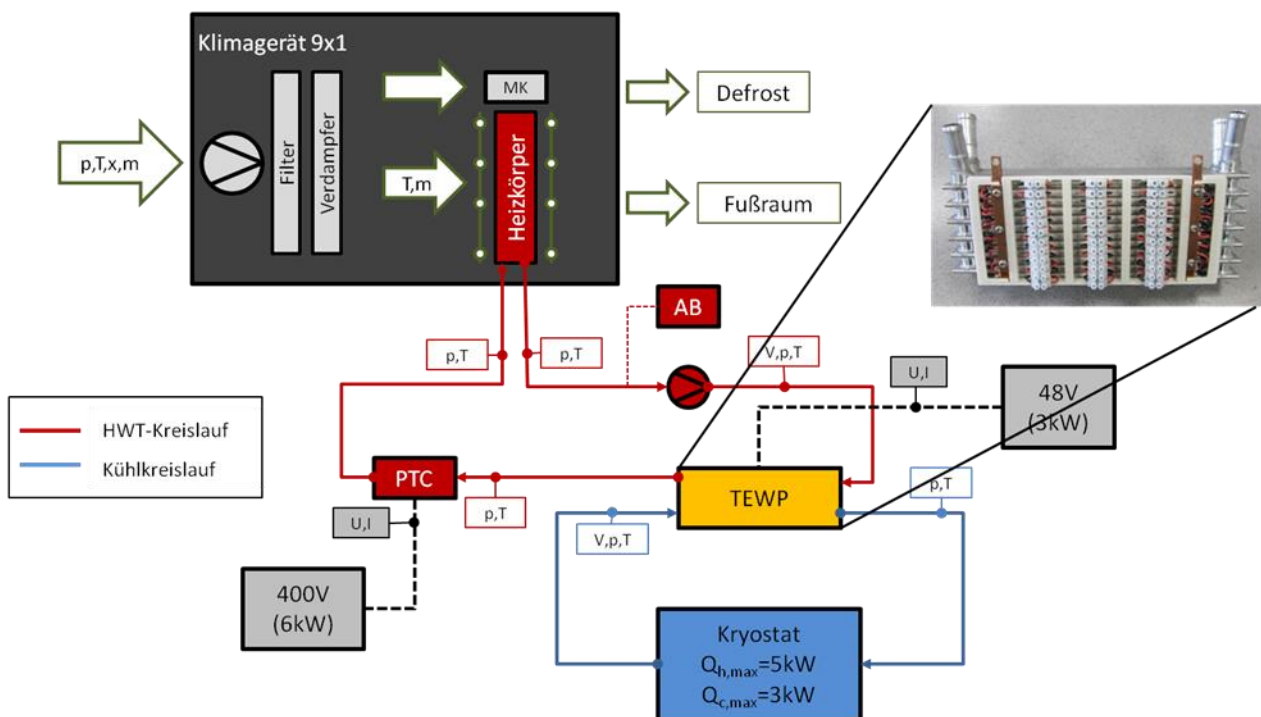 Klimagerät 9x1
p,T,x,m
Filter
Verdampfer
T,m
MK
Heizkörper
Defrost
Fußraum
AB
p,T
p,T
V,p,T
U,I
48V
(3kW)
HWT-Kreislauf
Kühlkreislauf
PTC
p,T
TEWP
p,T
U,I
V,p,T
400V
(6kW)
Kryostat
Qh,max=5kW
Qc,max=3kW